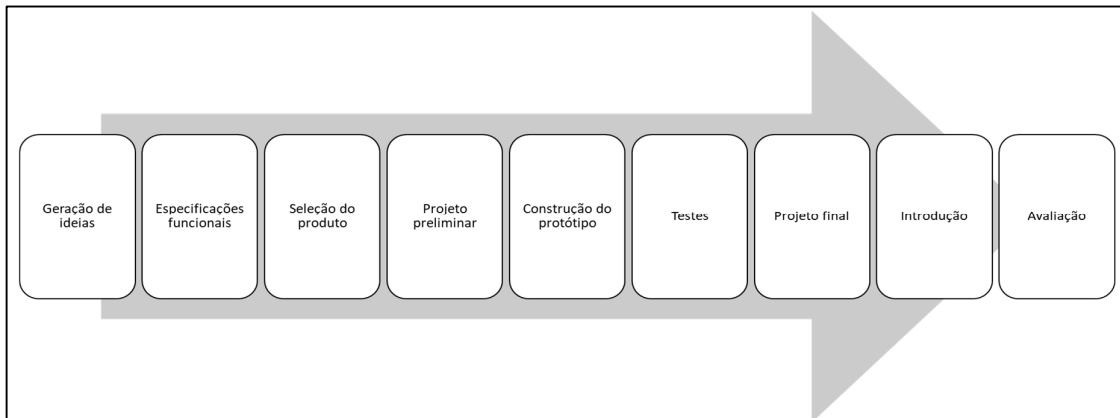 Geração de
ideias
Especificações
funcionais
Seleção do
produto
Projeto
preliminar
Construção do
protótipo
Testes
Projeto final
Introdução
Avaliação